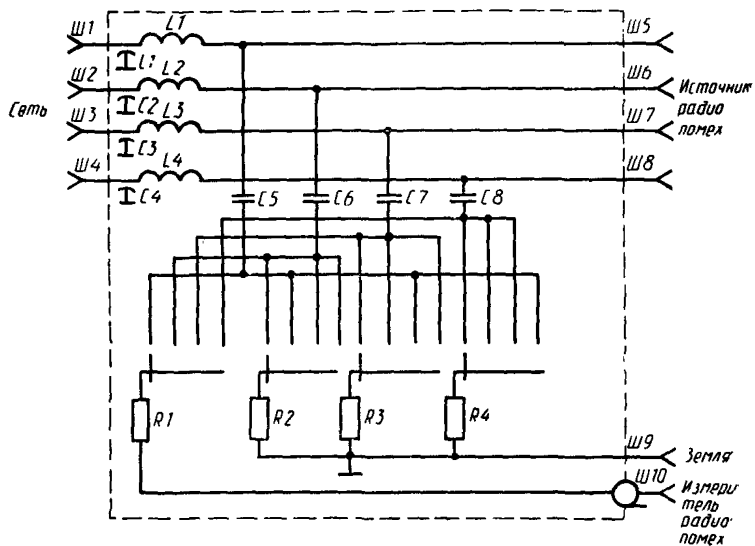 Ш1
L1
Ш5
C1
Ш2
L2
Ш6
Сеть
C2
Ш3
L3
Ш7
Источник
радио
помех
C3
Ш4
L4
Ш8
C4
C5
C6
C7
C8
R1
R2
R3
R4
Ш9
Земля
Ш10
Измери
тель
радио-
помех